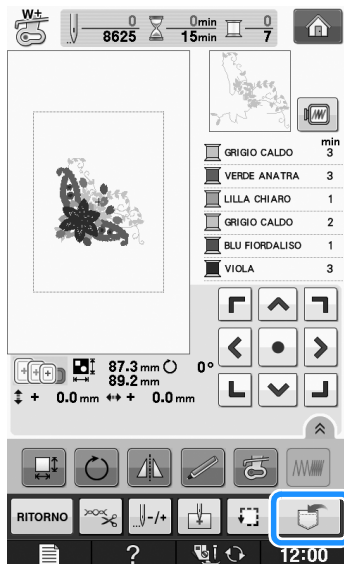 W+
0 0min 0
8625 15min 7
min
GRIGIO CALDO 3
VERDE ANATRA 3
LILLA CHIARO 1
GRIGIO CALDO 2
BLU FIORDALISO 1
VIOLA 3
87.3 mm 0°
89.2 mm
+ 0.0 mm + 0.0 mm
RITORNO -/+
? 12:00